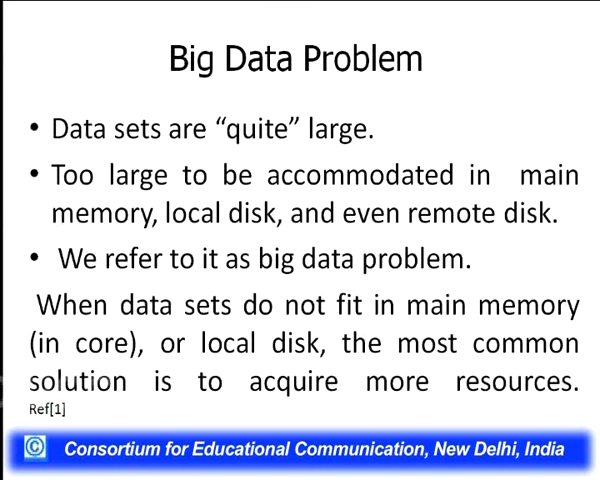 Big Data Problem
• Data sets are “quite” large.
• Too large to be accommodated in main
memory, local disk, and even remote disk.
• We refer to it as big data problem.
When data sets do not fit in main memory
(in core), or local disk, the most common
solution is to acquire more resources.
Ref[1]
© Consortium for Educational Communication, New Delhi, India